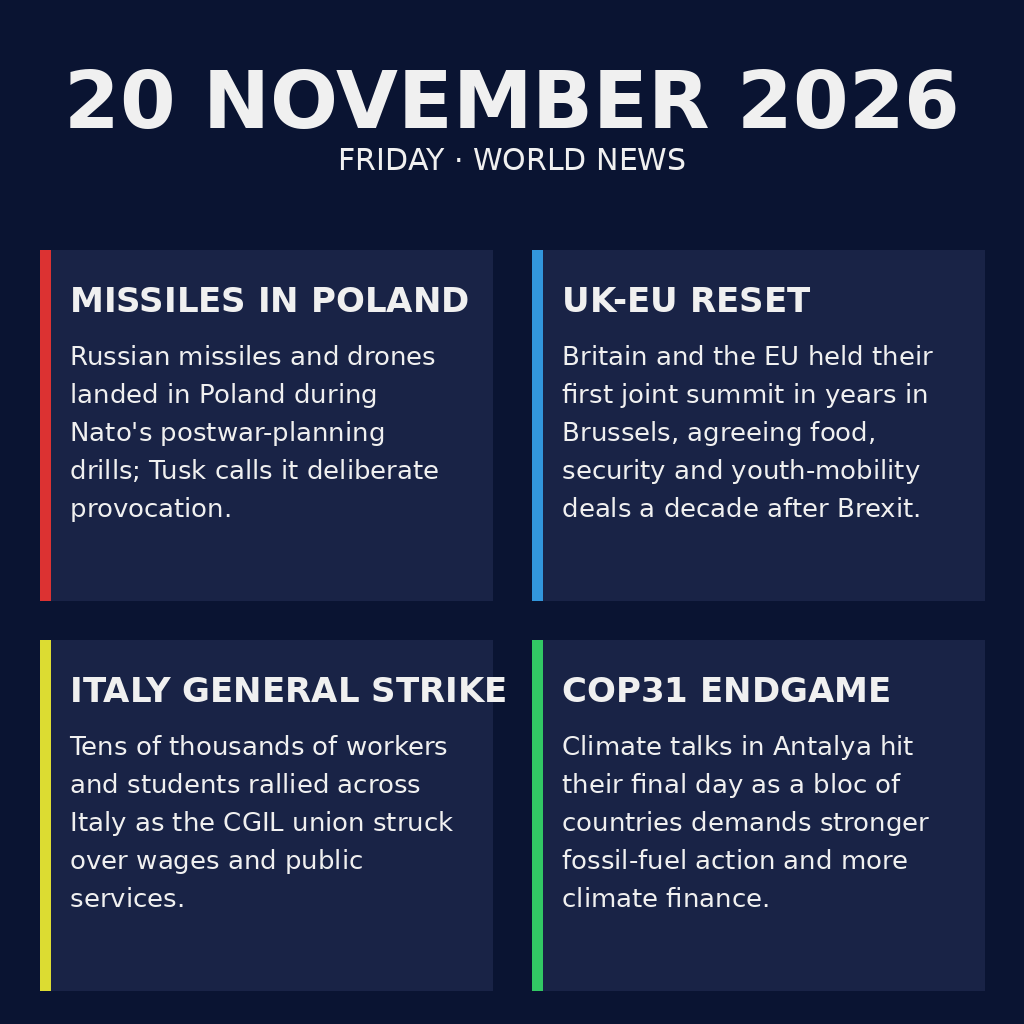 20 NOVEMBER 2026
FRIDAY · WORLD NEWS
MISSILES IN POLAND
Russian missiles and drones
landed in Poland during
Nato's postwar-planning
drills; Tusk calls it deliberate
provocation.
UK-EU RESET
Britain and the EU held their
first joint summit in years in
Brussels, agreeing food,
security and youth-mobility
deals a decade after Brexit.
ITALY GENERAL STRIKE
Tens of thousands of workers
and students rallied across
Italy as the CGIL union struck
over wages and public
services.
COP31 ENDGAME
Climate talks in Antalya hit
their final day as a bloc of
countries demands stronger
fossil-fuel action and more
climate finance.